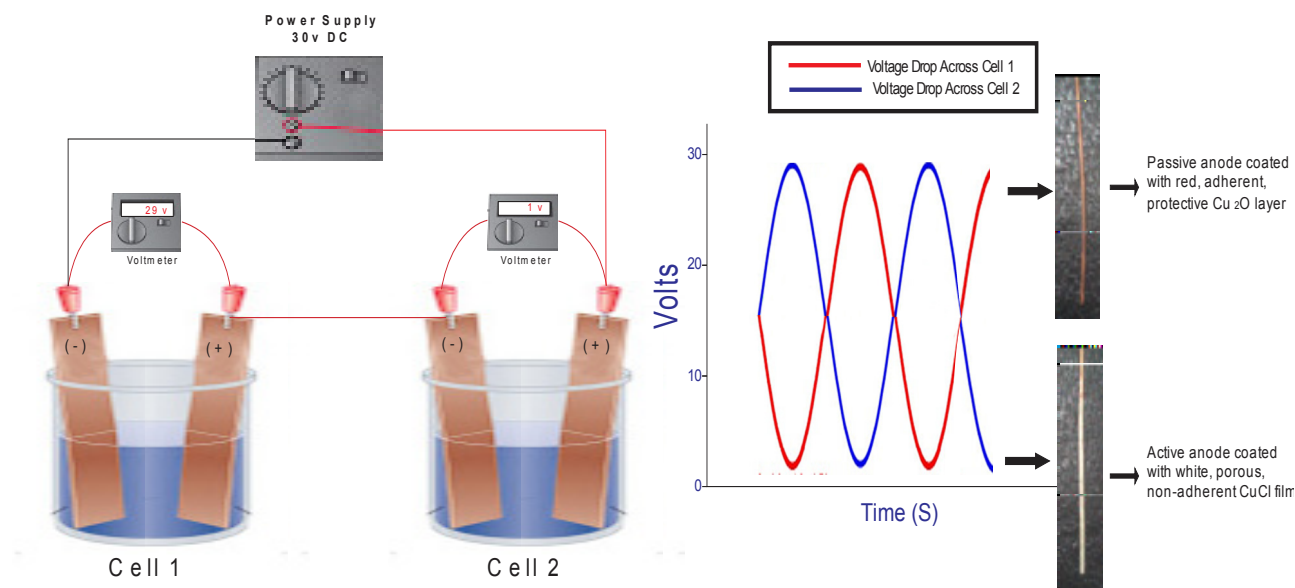 Power Supply
30v DC
29 v
Voltmeter
1 v
Voltmeter
(-)
(+)
(-)
(+)
Cell 1
Cell 2
Voltage Drop Across Cell 1
Voltage Drop Across Cell 2
30
20
10
0
Volts
Time (S)
Passive anode coated
with red, adherent,
protective Cu2O layer
Active anode coated
with white, porous,
non-adherent CuCl film